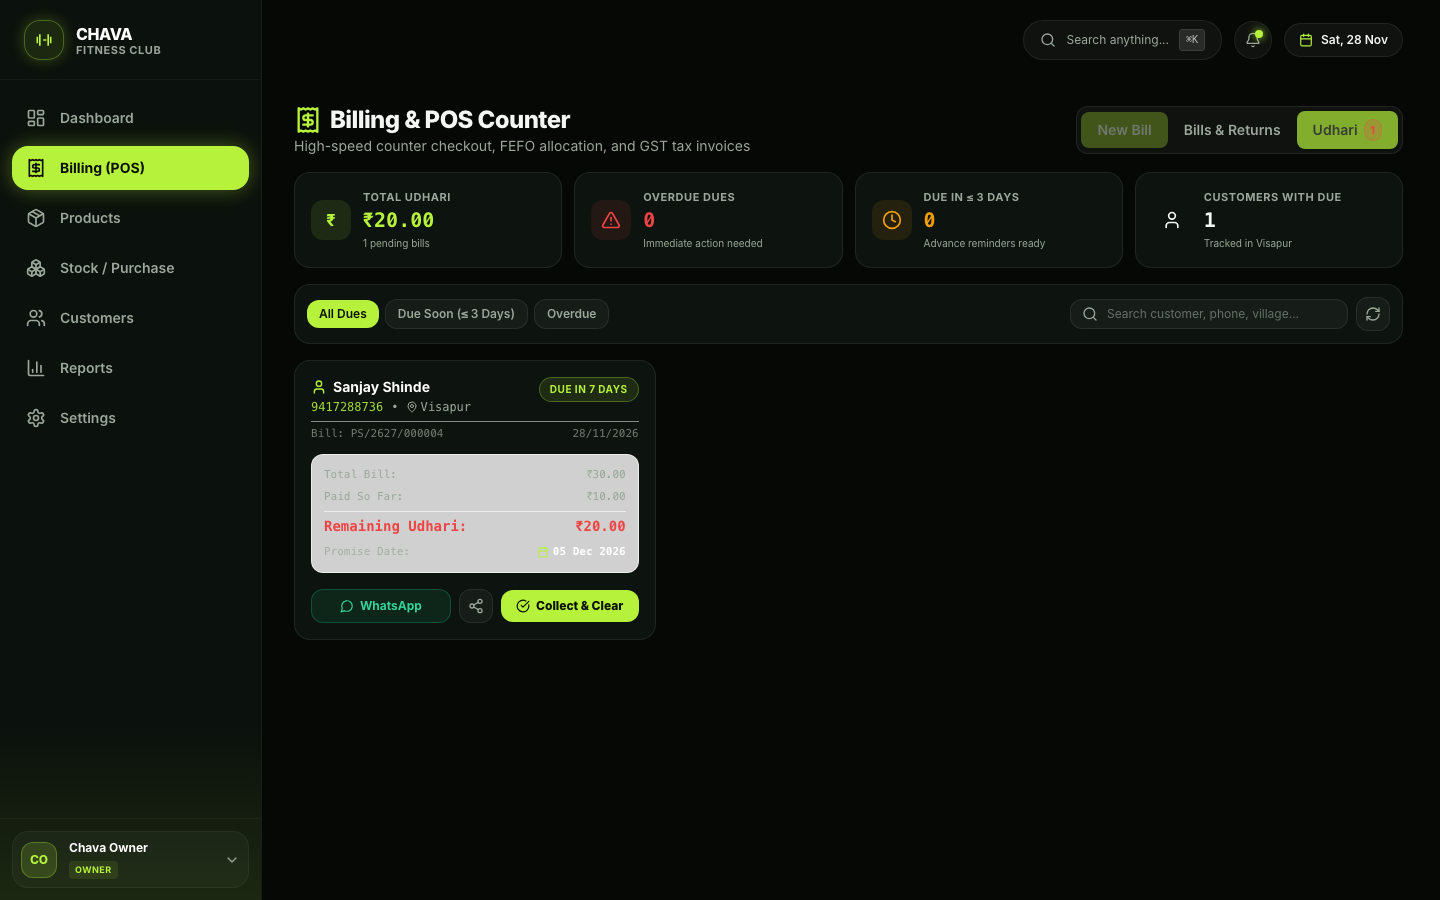 CHAVA
FITNESS CLUB
Search anything...
⌘K
Sat, 28 Nov
Dashboard
Billing (POS)
Products
Stock / Purchase
Customers
Reports
Settings
Billing & POS Counter
High-speed counter checkout, FEFO allocation, and GST tax invoices
New Bill
Bills & Returns
Udhari 1
₹
TOTAL UDHARI
₹20.00
1 pending bills
OVERDUE DUES
0
Immediate action needed
DUE IN ≤ 3 DAYS
0
Advance reminders ready
CUSTOMERS WITH DUE
1
Tracked in Visapur
All Dues
Due Soon (≤ 3 Days)
Overdue
Search customer, phone, village...
Sanjay Shinde
DUE IN 7 DAYS
9417288736 • Visapur
Bill: PS/2627/000004 28/11/2026
Total Bill: ₹30.00
Paid So Far: ₹10.00
Remaining Udhari: ₹20.00
Promise Date: 05 Dec 2026
WhatsApp
Collect & Clear
CO
Chava Owner
OWNER